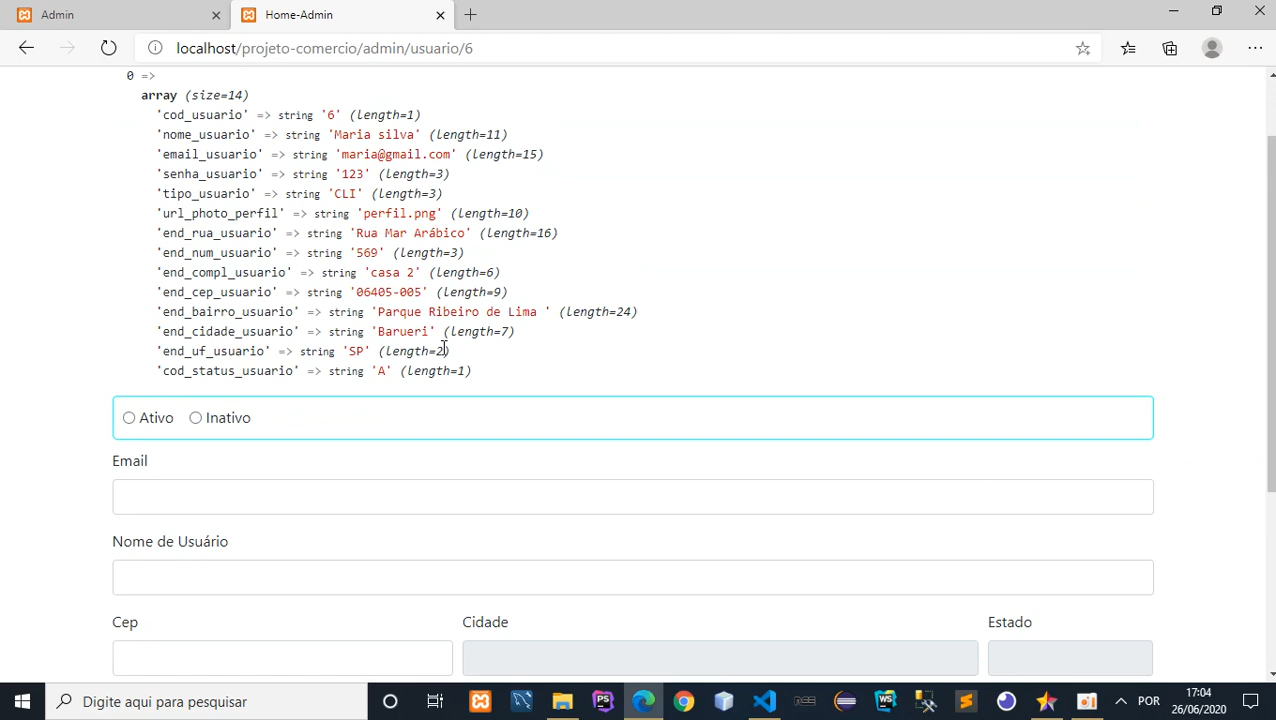 Admin
Home-Admin
localhost/projeto-comercio/admin/usuario/6
0 =>
array (size=14)
'cod_usuario' => string '6' (length=1)
'nome_usuario' => string 'Maria silva' (length=11)
'email_usuario' => string 'maria@gmail.com' (length=15)
'senha_usuario' => string '123' (length=3)
'tipo_usuario' => string 'CLI' (length=3)
'url_photo_perfil' => string 'perfil.png' (length=10)
'end_rua_usuario' => string 'Rua Mar Arábico' (length=16)
'end_num_usuario' => string '569' (length=3)
'end_compl_usuario' => string 'casa 2' (length=6)
'end_cep_usuario' => string '06405-005' (length=9)
'end_bairro_usuario' => string 'Parque Ribeiro de Lima ' (length=24)
'end_cidade_usuario' => string 'Barueri' (length=7)
'end_uf_usuario' => string 'SP' (length=2)
'cod_status_usuario' => string 'A' (length=1)
Ativo Inativo
Email
Nome de Usuário
Cep Cidade Estado
Digite aqui para pesquisar
PS
WS
POR
17:04
26/06/2020